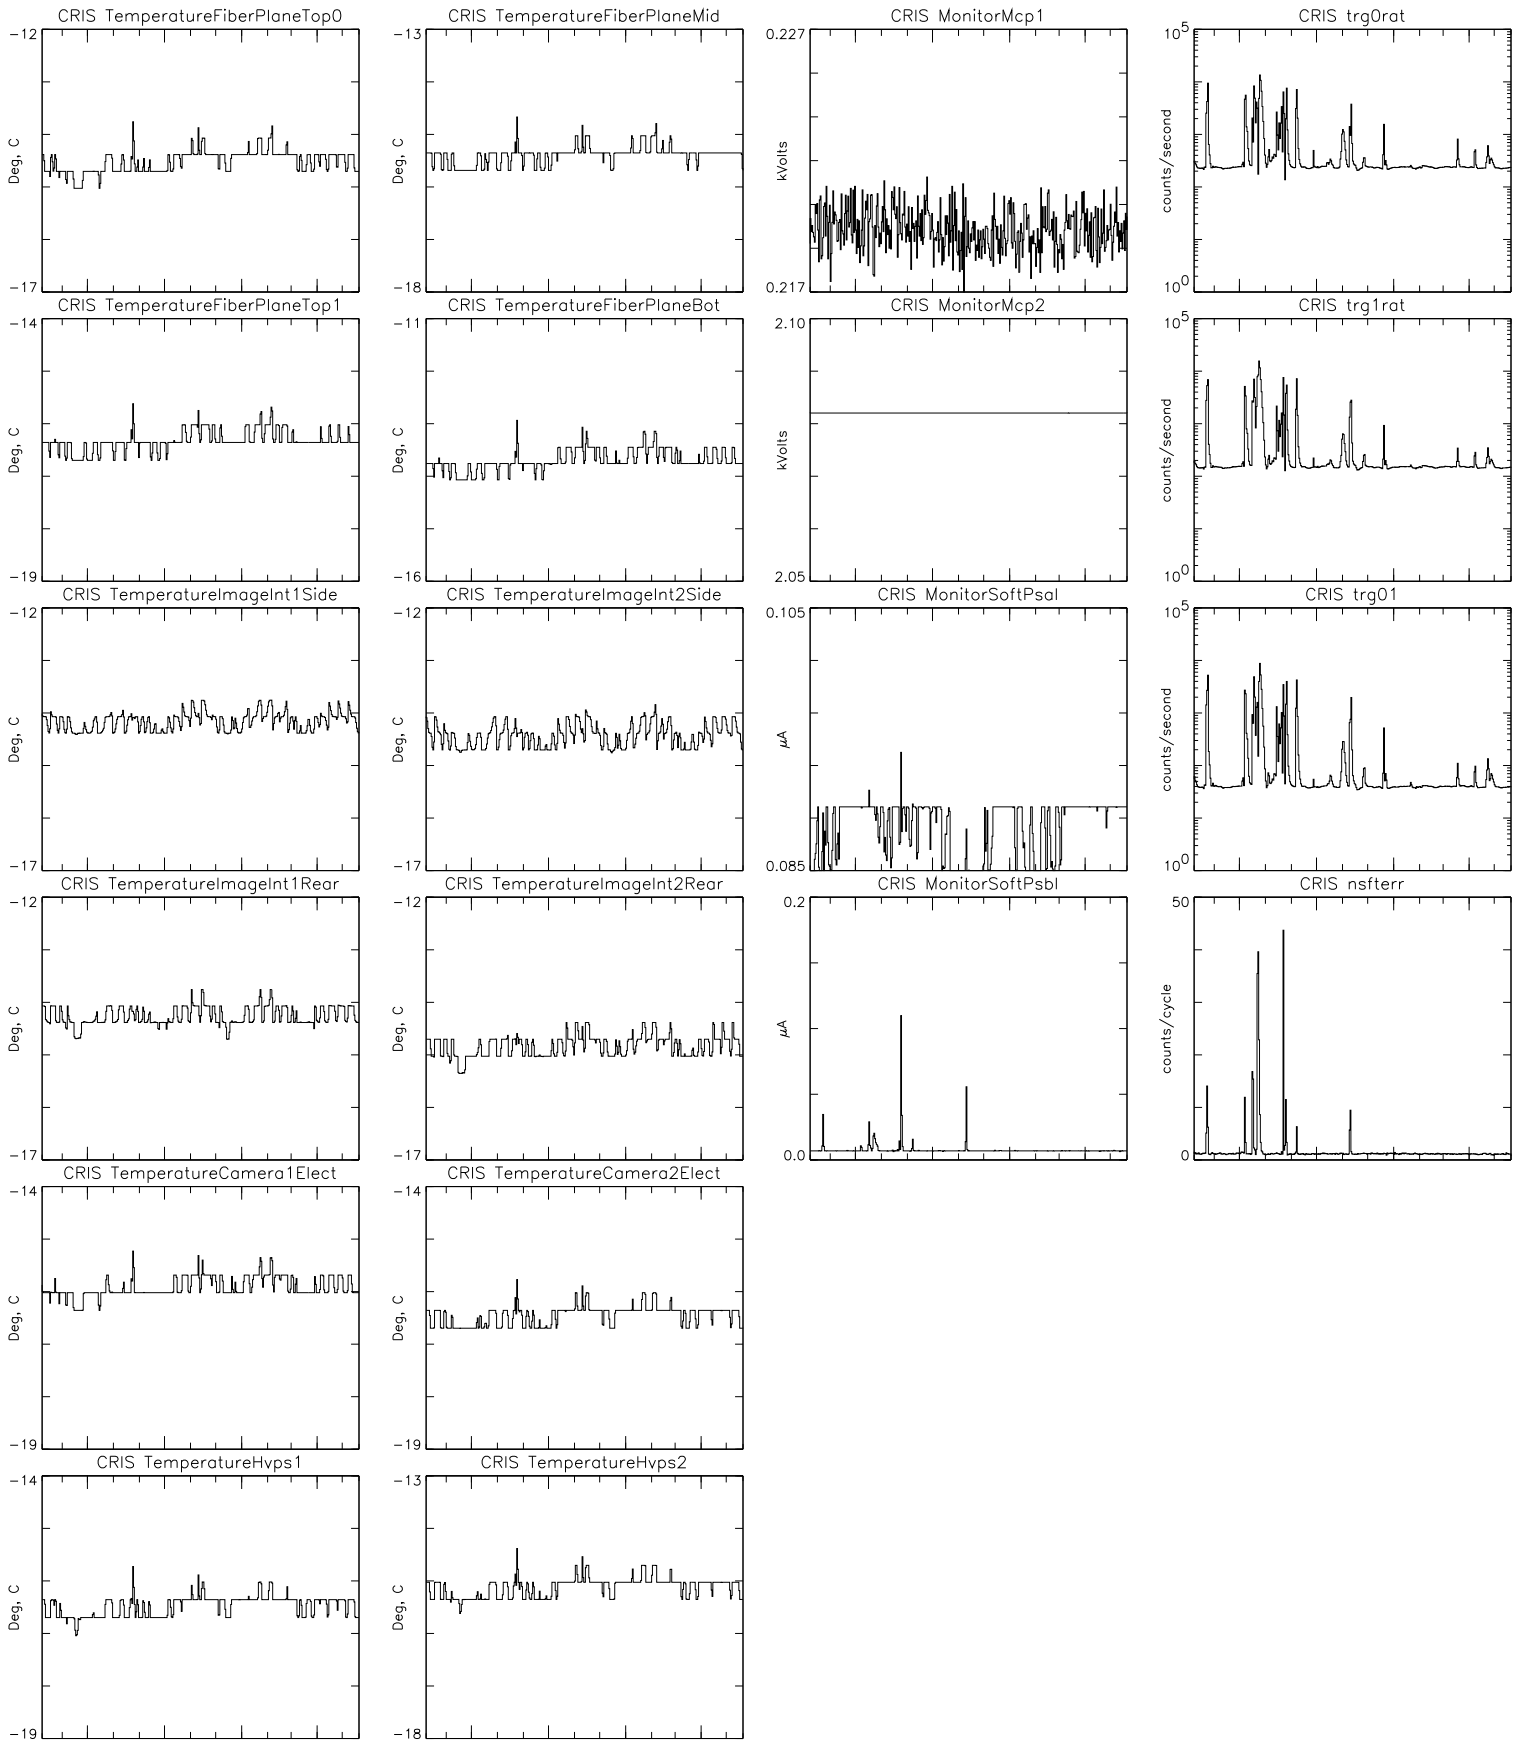 CRIS TemperatureFiberPlaneTop0
-12
Deg, C
-17
CRIS TemperatureFiberPlaneMid
-13
Deg, C
-18
CRIS MonitorMcp1
0.227
kVolts
0.217
CRIS trg0rat
10^5
counts/second
10^0
CRIS TemperatureFiberPlaneTop1
-14
Deg, C
-19
CRIS TemperatureFiberPlaneBot
-11
Deg, C
-16
CRIS MonitorMcp2
2.10
kVolts
2.05
CRIS trg1rat
10^5
counts/second
10^0
CRIS TemperatureImageInt1Side
-12
Deg, C
-17
CRIS TemperatureImageInt2Side
-12
Deg, C
-17
CRIS MonitorSoftPsaI
0.105
μA
0.085
CRIS trg01
10^5
counts/second
10^0
CRIS TemperatureImageInt1Rear
-12
Deg, C
-17
CRIS TemperatureImageInt2Rear
-12
Deg, C
-17
CRIS MonitorSoftPsbI
0.2
μA
0.0
CRIS nsfterr
50
counts/cycle
0
CRIS TemperatureCamera1Elect
-14
Deg, C
-19
CRIS TemperatureCamera2Elect
-14
Deg, C
-19
CRIS TemperatureHvps1
-14
Deg, C
-19
CRIS TemperatureHvps2
-13
Deg, C
-18